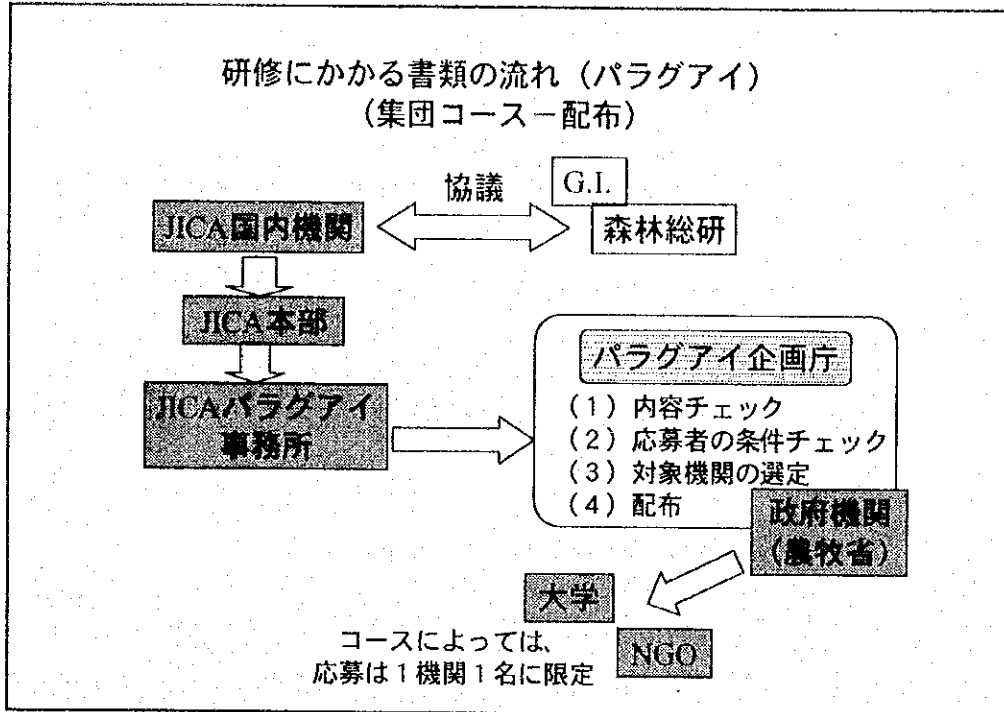 研修にかかる書類の流れ（パラグアイ）
（集団コース－配布）
協議
G.I.
JICA国内機関
森林総研
JICA本部
パラグアイ企画庁
JICAパラグアイ
事務所
（１）内容チェック
（２）応募者の条件チェック
（３）対象機関の選定
（４）配布
政府機関
（農牧省）
大学
NGO
コースによっては、
応募は１機関１名に限定